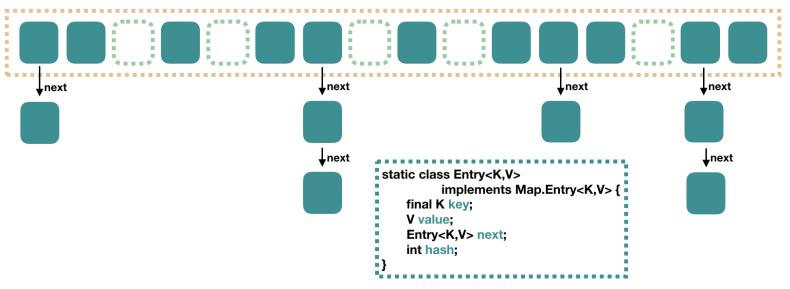 next
next
next
next
next
next
static class Entry<K,V>
implements Map.Entry<K,V> {
final K key;
V value;
Entry<K,V> next;
int hash;
}